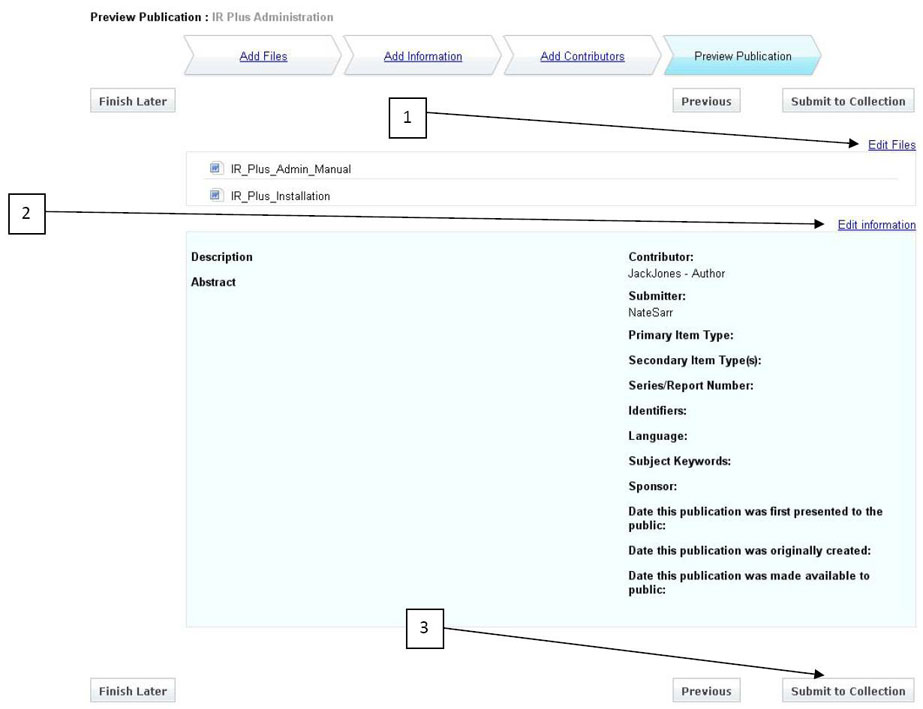 Preview Publication : IR Plus Administration
Add Files Add Information Add Contributors Preview Publication
Finish Later Previous Submit to Collection
1
Edit Files
IR_Plus_Admin_Manual
IR_Plus_Installation
2
Edit information
Description
Abstract
Contributor:
JackJones - Author
Submitter:
NateSarr
Primary Item Type:
Secondary Item Type(s):
Series/Report Number:
Identifiers:
Language:
Subject Keywords:
Sponsor:
Date this publication was first presented to the
public:
Date this publication was originally created:
Date this publication was made available to
public:
3
Finish Later Previous Submit to Collection